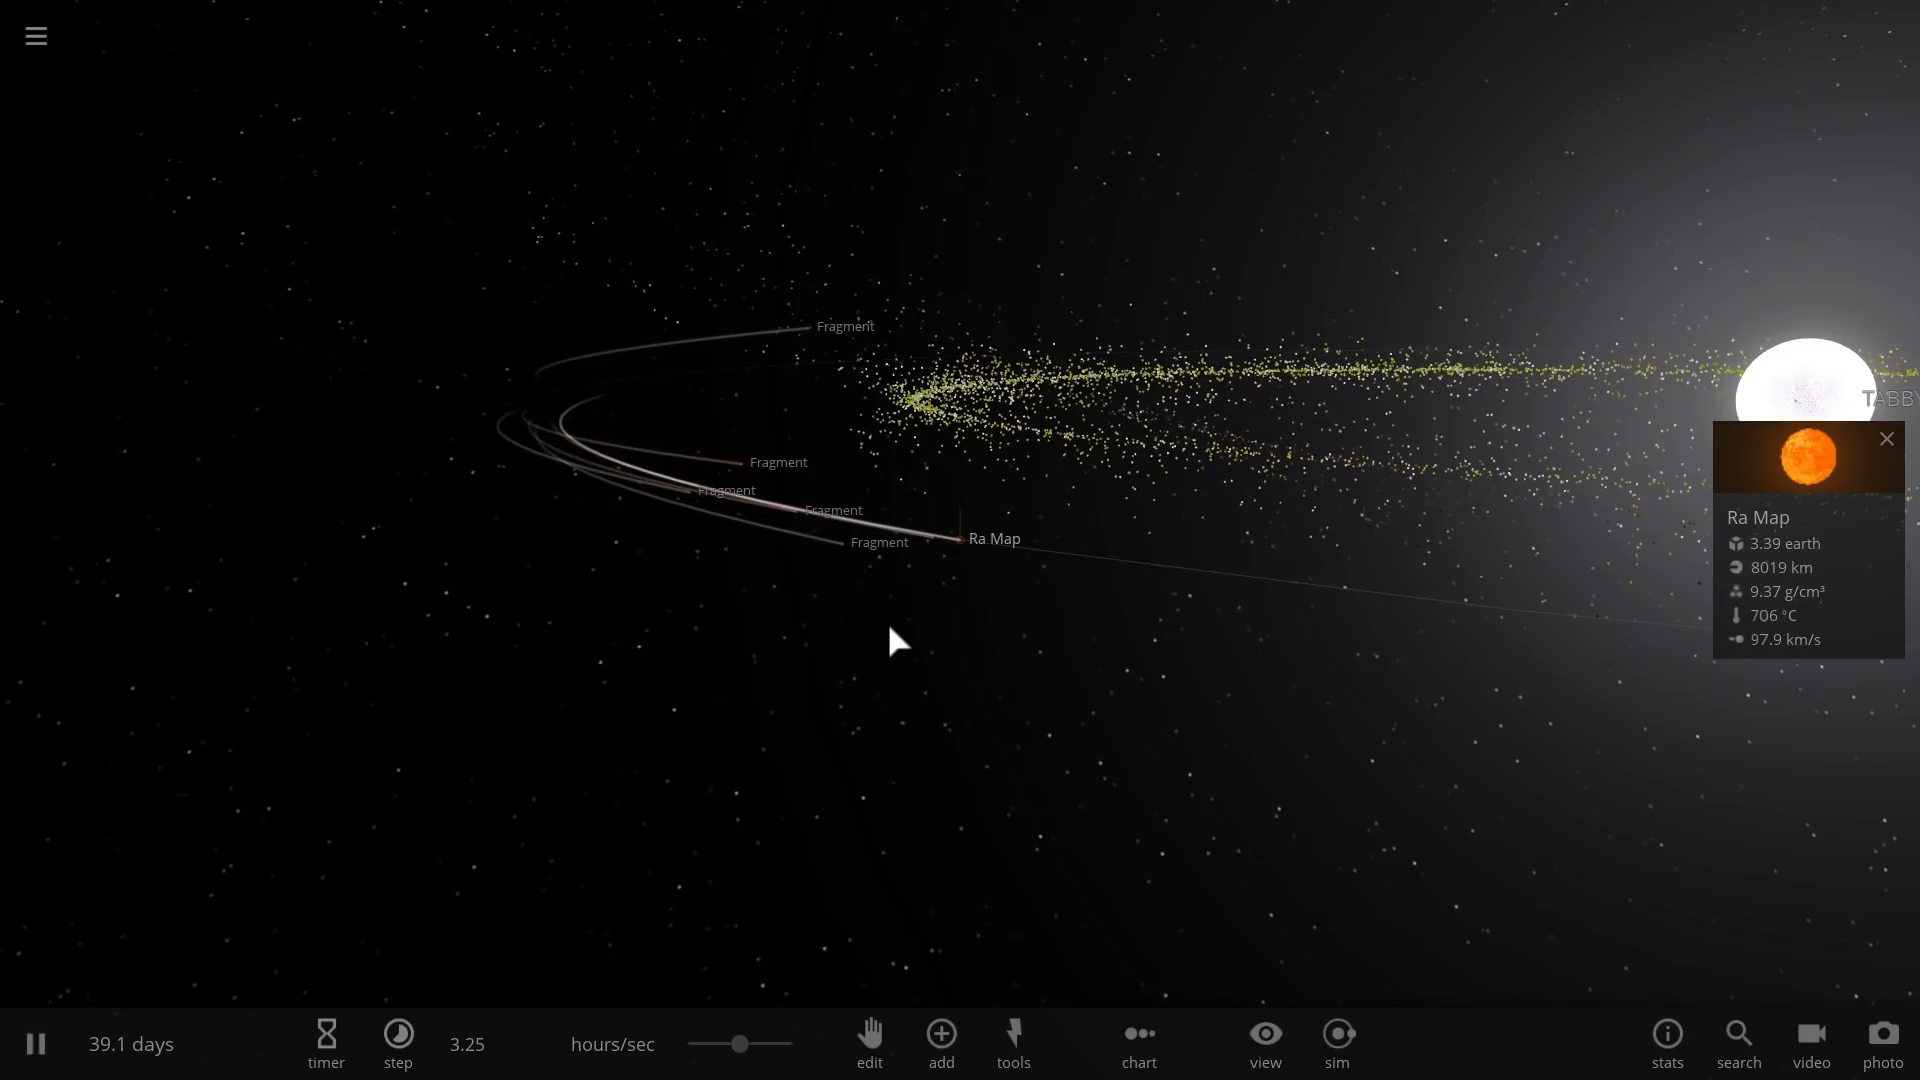 Fragment
TABBY
Fragment
Fragment
Fragment
Ra Map
Fragment
Ra Map
3.39 earth
8019 km
9.37 g/cm³
706 °C
97.9 km/s
39.1 days
timer
step
3.25
hours/sec
edit
add
tools
chart
view
sim
stats
search
video
photo